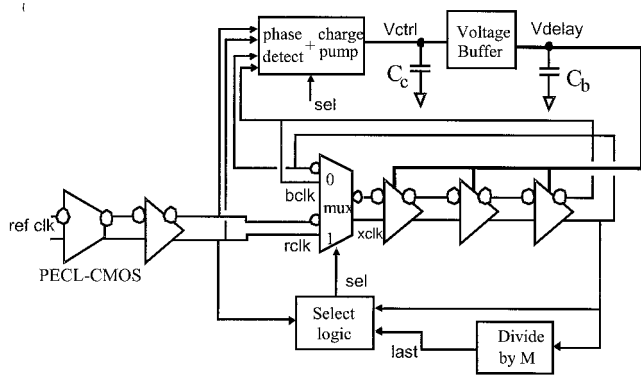 phase charge
detect + pump
Vctrl
Voltage
Buffer
Vdelay
Cc
Cb
sel
0
bclk
mux
ref clk
rclk
1
xclk
PECL-CMOS
sel
Select
logic
last
Divide
by M